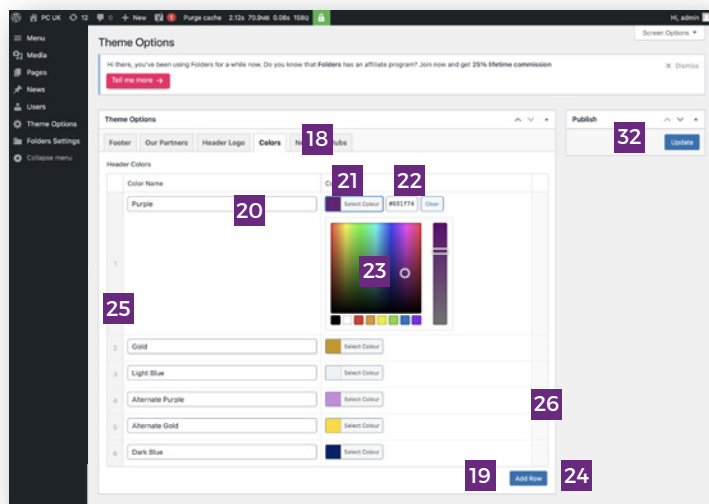 PC UK 12 0 + New 1 Purge cache 2.12s 70.9MB 0.08s 158Q Hi, admin
Menu
Media
Pages
News
Users
Theme Options
Folders Settings
Collapse menu
Screen Options
Theme Options
Hi there, you've been using Folders for a while now. Do you know that Folders has an affiliate program? Join now and get 25% lifetime commission
Dismiss
Tell me more →
Theme Options
Publish
Footer Our Partners Header Logo Colors
18
32
Update
Header Colors
Color Name
21 22
Purple
20
Select Colour #691f74 Clear
1
23
25
2 Gold Select Colour
3 Light Blue Select Colour
4 Alternate Purple Select Colour
26
5 Alternate Gold Select Colour
6 Dark Blue Select Colour
19 Add Row 24